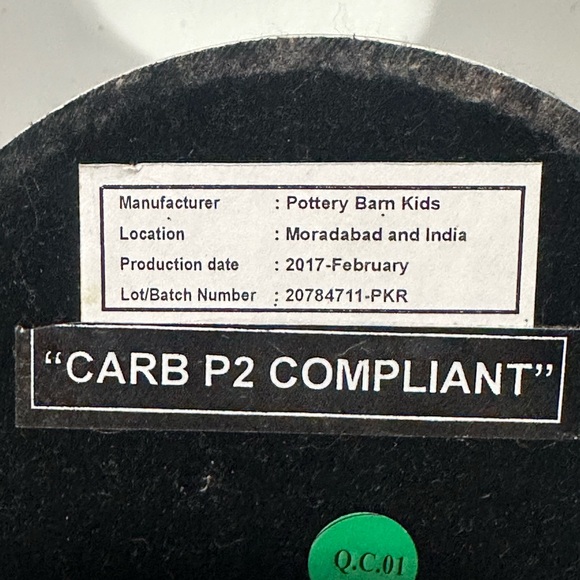 Manufacturer : Pottery Barn Kids
Location : Moradabad and India
Production date : 2017-February
Lot/Batch Number : 20784711-PKR
“CARB P2 COMPLIANT”
Q.C.01